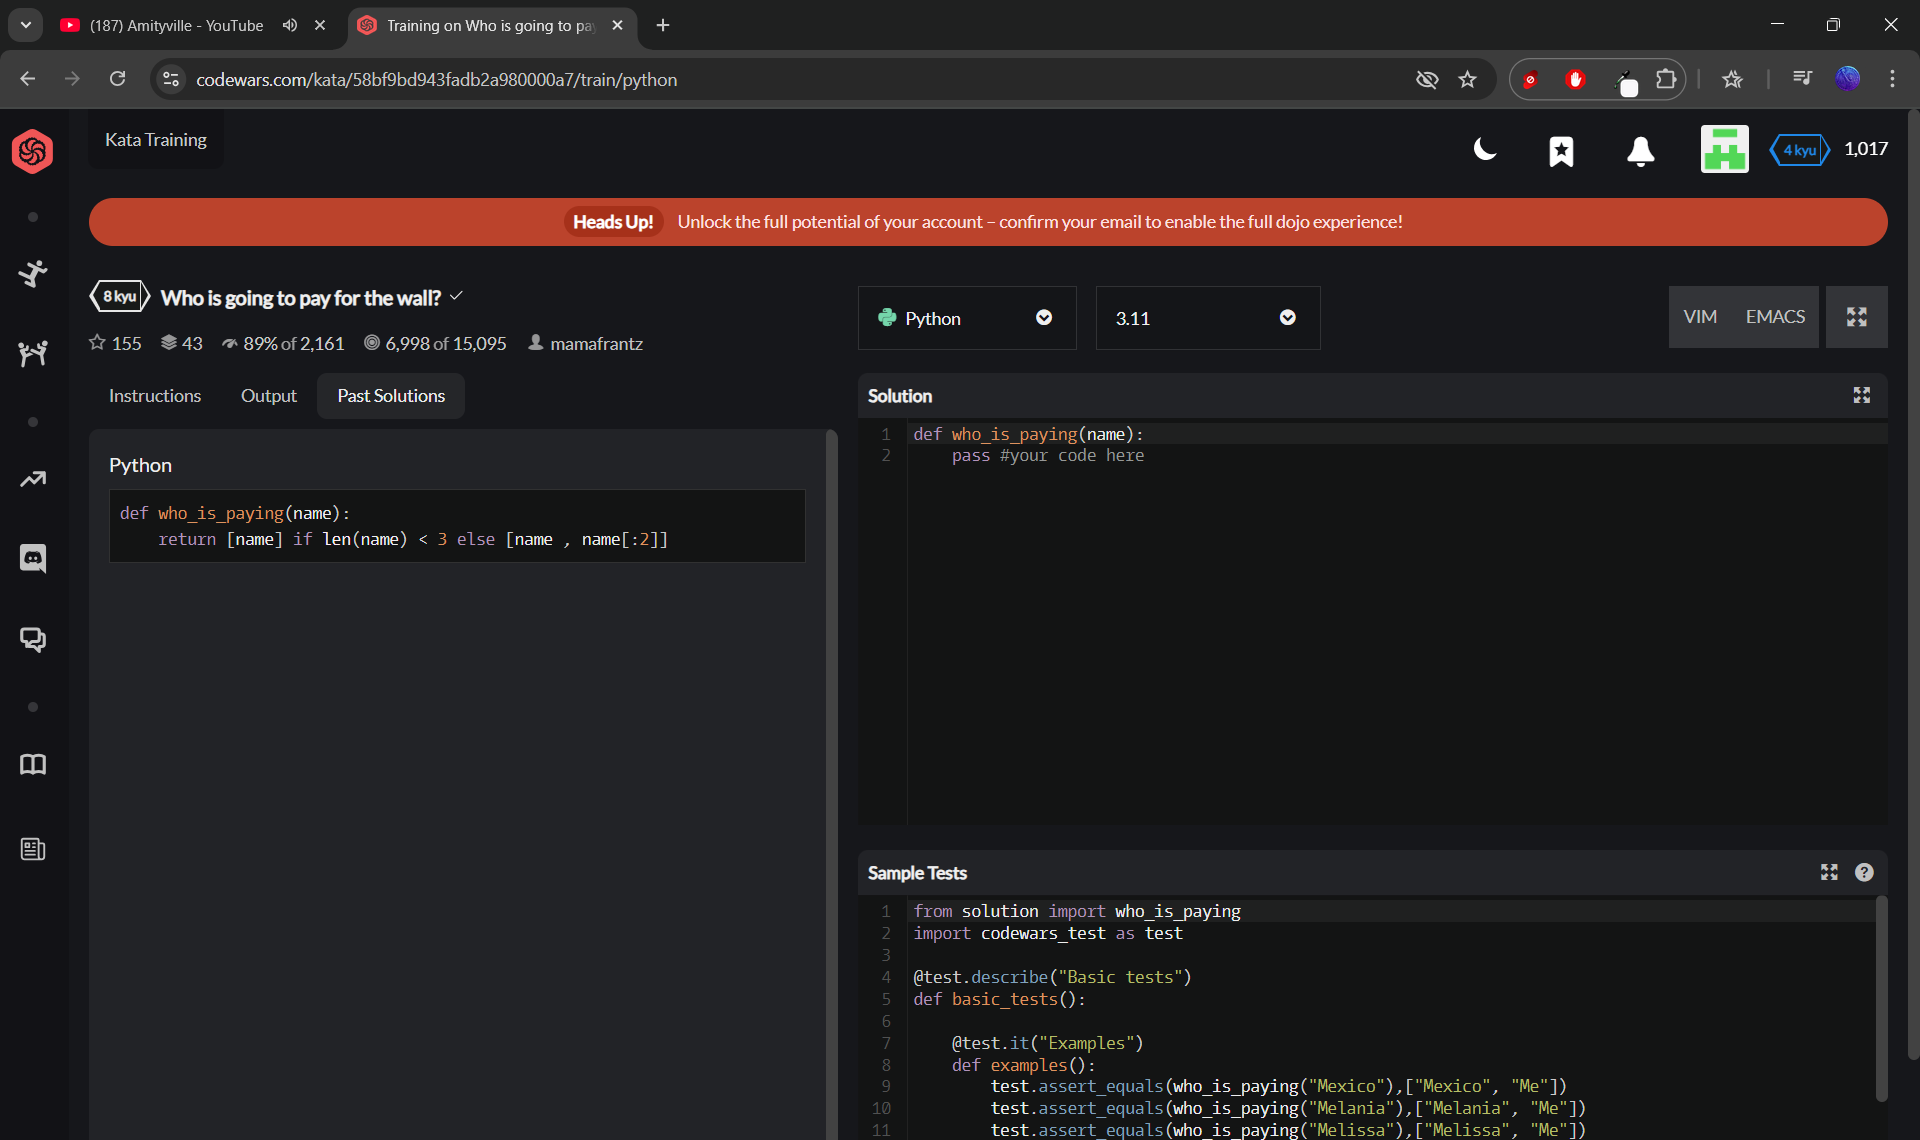 (187) Amityville - YouTube
Training on Who is going to pa
codewars.com/kata/58bf9bd943fadb2a980000a7/train/python
Kata Training
4 kyu
1,017
Heads Up! Unlock the full potential of your account – confirm your email to enable the full dojo experience!
8 kyu Who is going to pay for the wall?
155 43 89% of 2,161 6,998 of 15,095 mamafrantz
Python
3.11
VIM EMACS
Instructions Output Past Solutions
Python
def who_is_paying(name):
    return [name] if len(name) < 3 else [name , name[:2]]
Solution
1 def who_is_paying(name):
2     pass #your code here
Sample Tests
1 from solution import who_is_paying
2 import codewars_test as test
3
4 @test.describe("Basic tests")
5 def basic_tests():
6
7     @test.it("Examples")
8     def examples():
9         test.assert_equals(who_is_paying("Mexico"),["Mexico", "Me"])
10         test.assert_equals(who_is_paying("Melania"),["Melania", "Me"])
11         test.assert_equals(who_is_paying("Melissa"),["Melissa", "Me"])